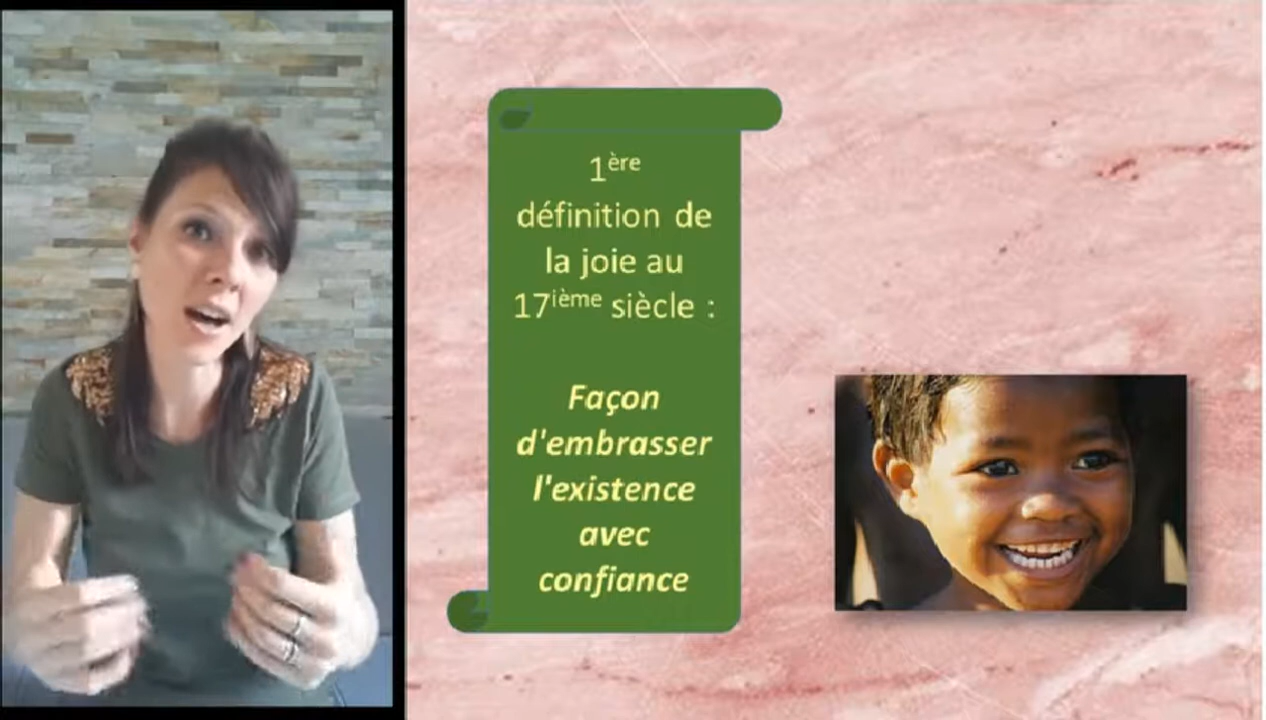 1ère
définition de
la joie au
17ième siècle :
Façon
d'embrasser
l'existence
avec
confiance